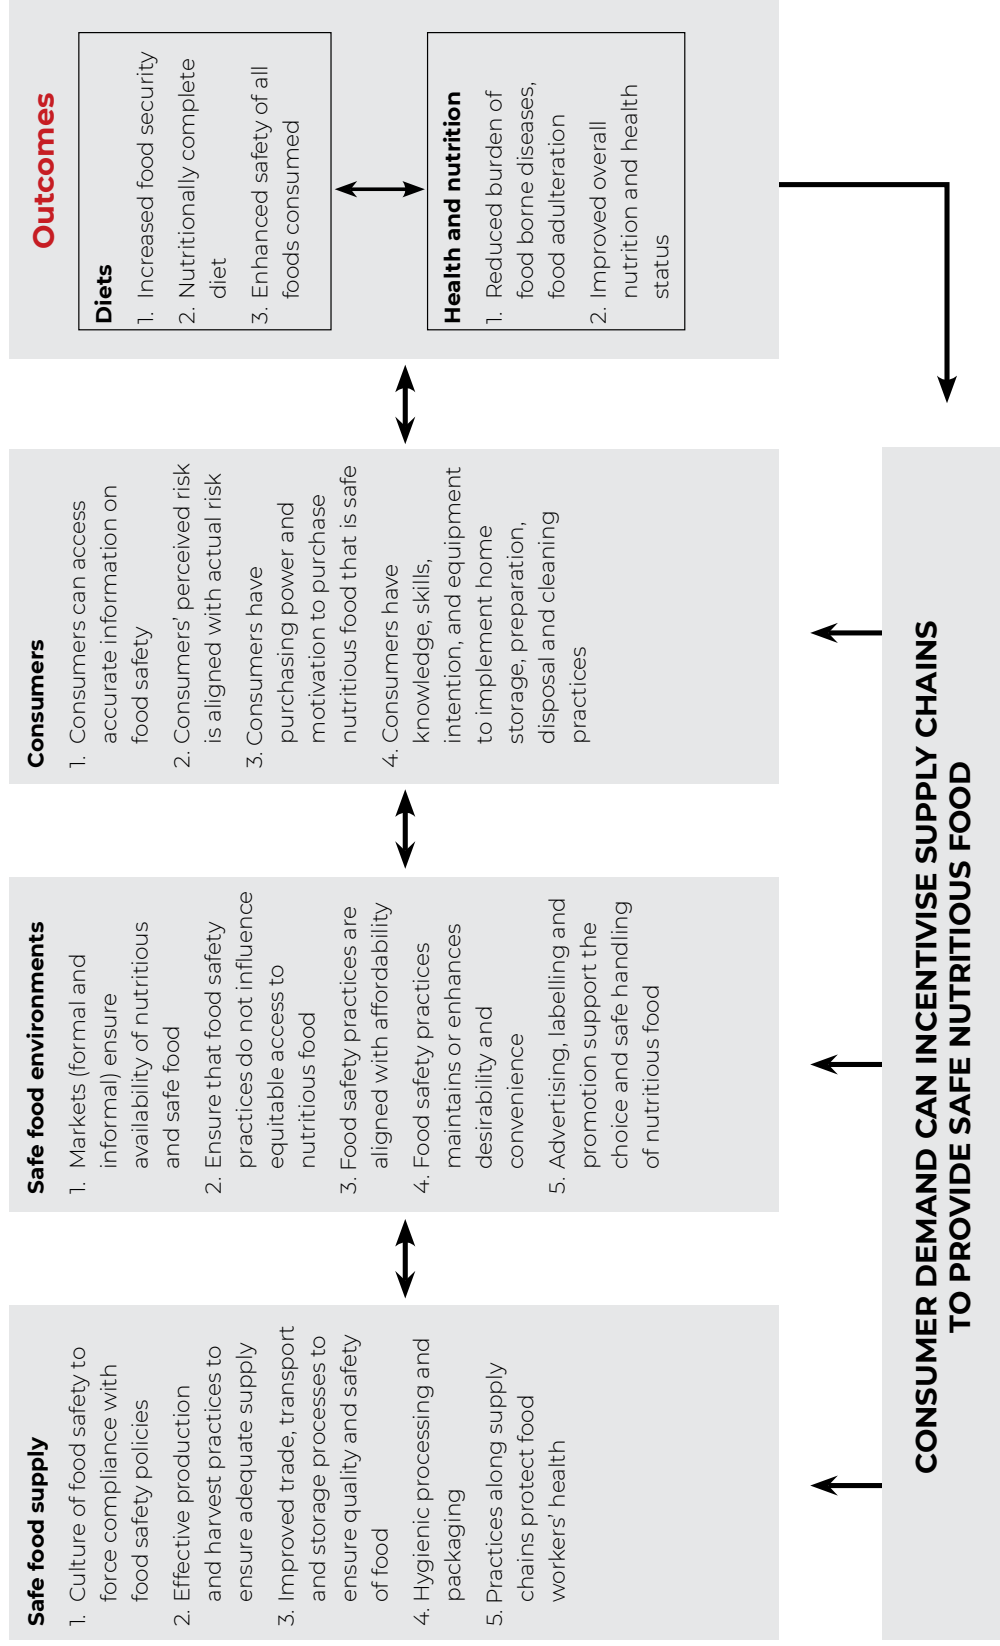 Safe food supply
1. Culture of food safety to
force compliance with
food safety policies
2. Effective production
and harvest practices to
ensure adequate supply
3. Improved trade, transport
and storage processes to
ensure quality and safety
of food
4. Hygienic processing and
packaging
5. Practices along supply
chains protect food
workers' health
Safe food environments
1. Markets (formal and
informal) ensure
availability of nutritious
and safe food
2. Ensure that food safety
practices do not influence
equitable access to
nutritious food
3. Food safety practices are
aligned with affordability
4. Food safety practices
maintains or enhances
desirability and
convenience
5. Advertising, labelling and
promotion support the
choice and safe handling
of nutritious food
Consumers
1. Consumers can access
accurate information on
food safety
2. Consumers' perceived risk
is aligned with actual risk
3. Consumers have
purchasing power and
motivation to purchase
nutritious food that is safe
4. Consumers have
knowledge, skills,
intention, and equipment
to implement home
storage, preparation,
disposal and cleaning
practices
Outcomes
Diets
1. Increased food security
2. Nutritionally complete
diet
3. Enhanced safety of all
foods consumed
Health and nutrition
1. Reduced burden of
food borne diseases,
food adulteration
2. Improved overall
nutrition and health
status
CONSUMER DEMAND CAN INCENTIVISE SUPPLY CHAINS
TO PROVIDE SAFE NUTRITIOUS FOOD